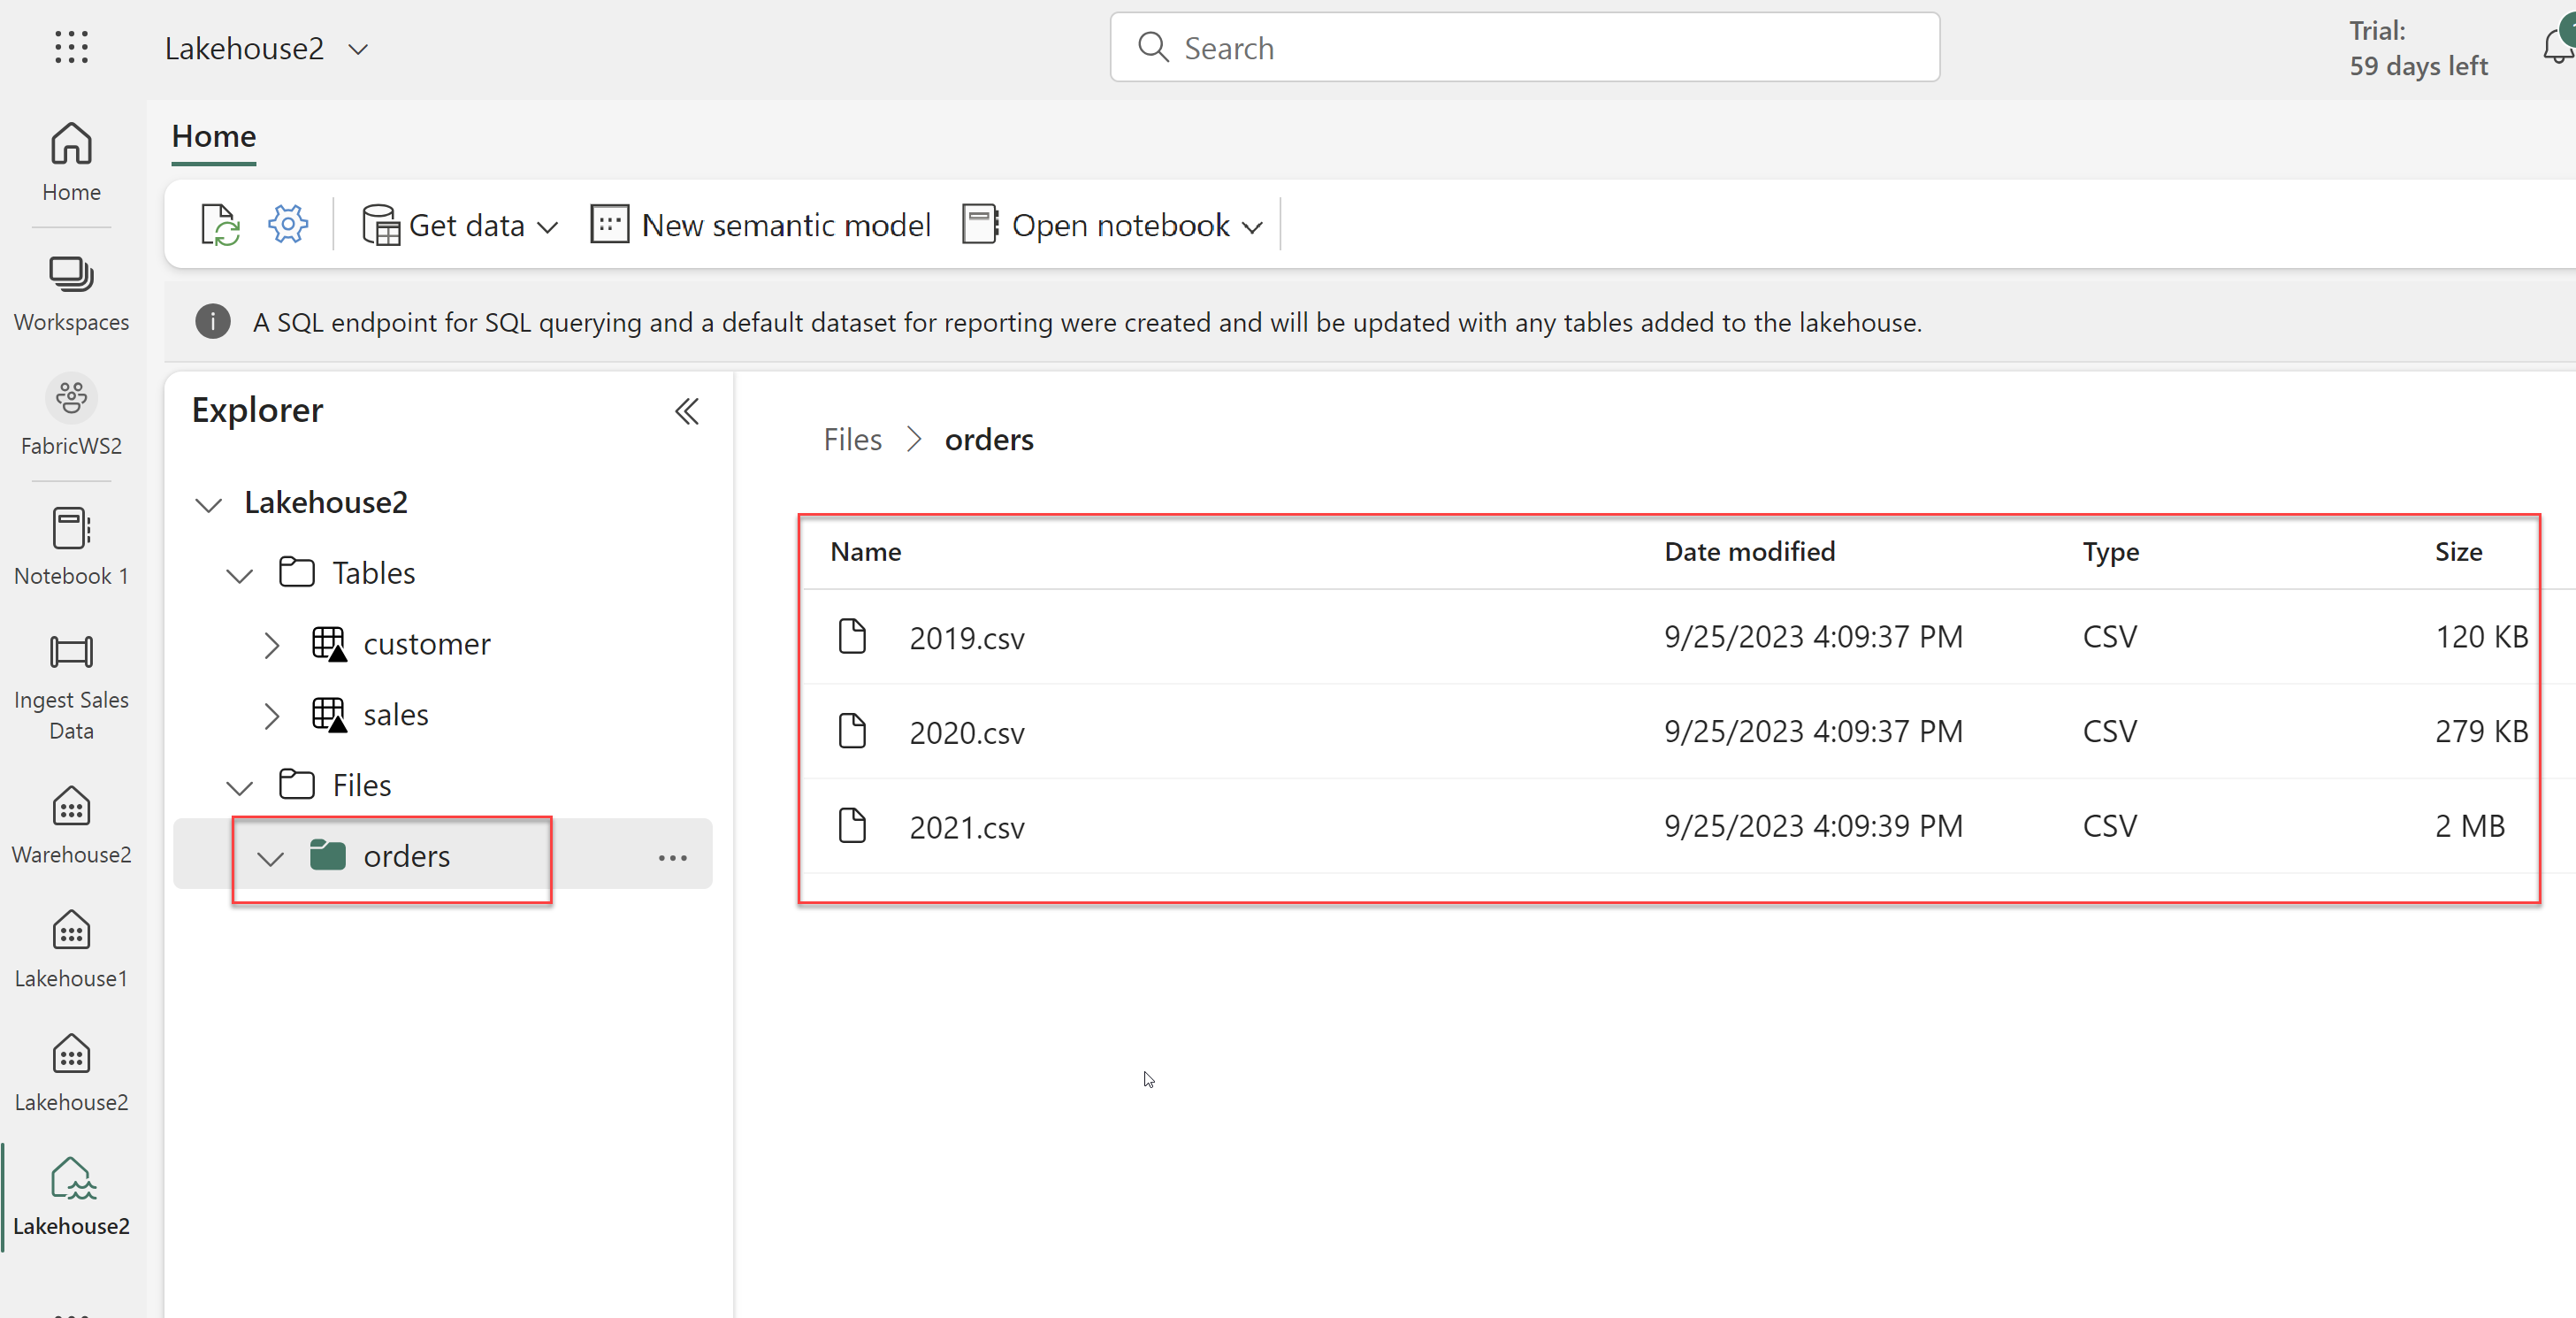 Lakehouse2
Search
Trial:
59 days left
Home
Home
Get data
New semantic model
Open notebook
Workspaces
A SQL endpoint for SQL querying and a default dataset for reporting were created and will be updated with any tables added to the lakehouse.
FabricWS2
Notebook 1
Ingest Sales
Data
Warehouse2
Lakehouse1
Lakehouse2
Lakehouse2
Explorer
Lakehouse2
Tables
customer
sales
Files
orders
Files > orders
Name Date modified Type Size
2019.csv 9/25/2023 4:09:37 PM CSV 120 KB
2020.csv 9/25/2023 4:09:37 PM CSV 279 KB
2021.csv 9/25/2023 4:09:39 PM CSV 2 MB